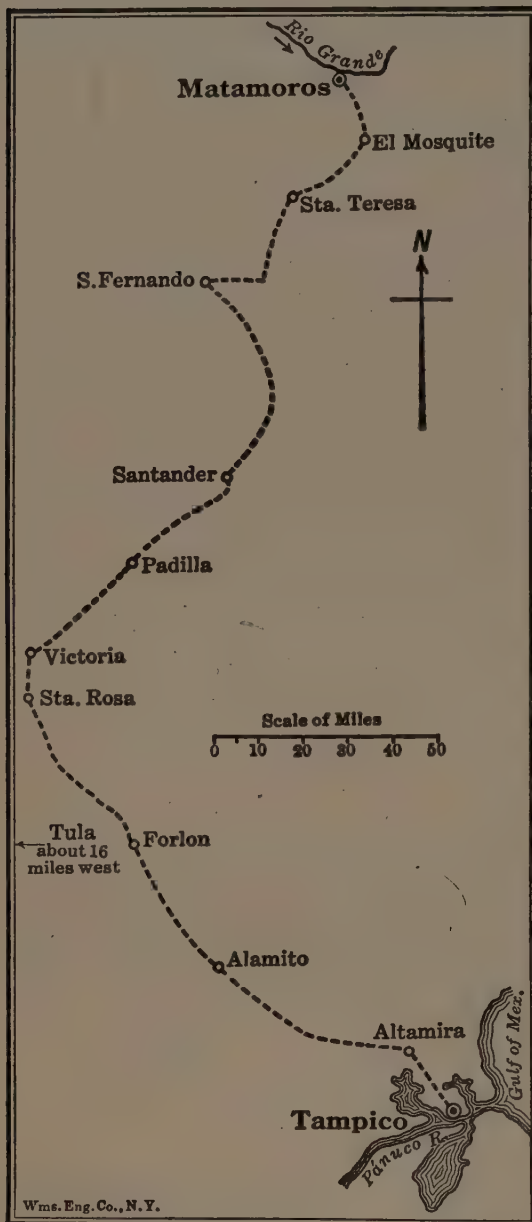 Rio Grande
Matamoros
El Mosquite
Sta. Teresa
N
S. Fernando
Santander
Padilla
Victoria
Sta. Rosa
Scale of Miles
0 10 20 30 40 50
Tula
about 16
miles west
Forlon
Alamito
Altamira
Gulf of Mex.
Tampico
Pánuco R.
Wms. Eng. Co., N.Y.